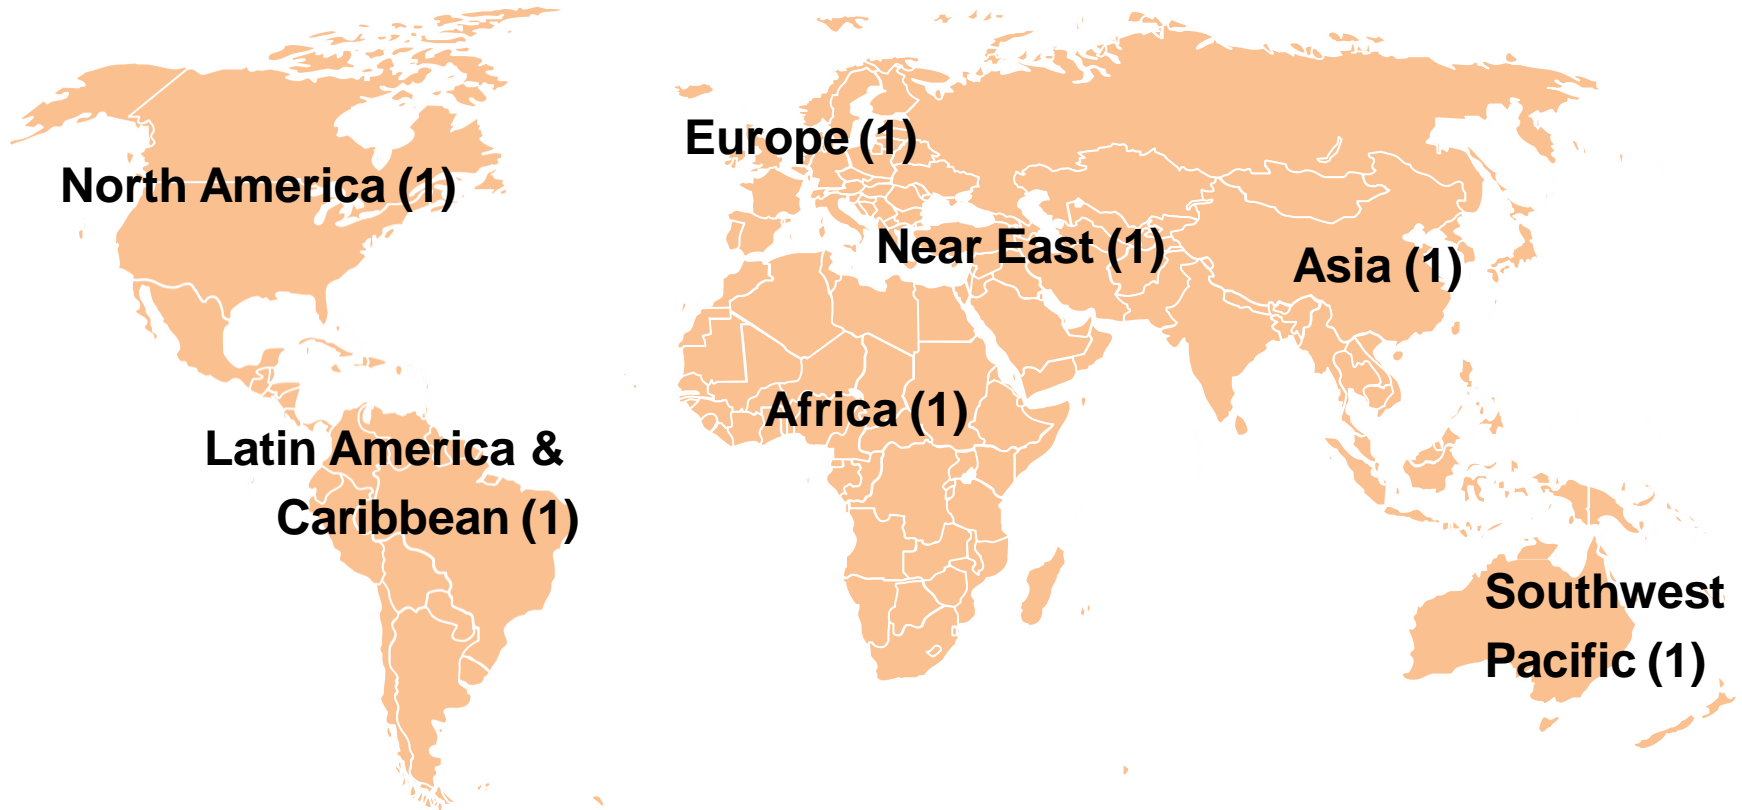 Europe (1)
North America (1)
Near East (1)
Asia (1)
Africa (1)
Latin America &
Caribbean (1)
Southwest
Pacific (1)